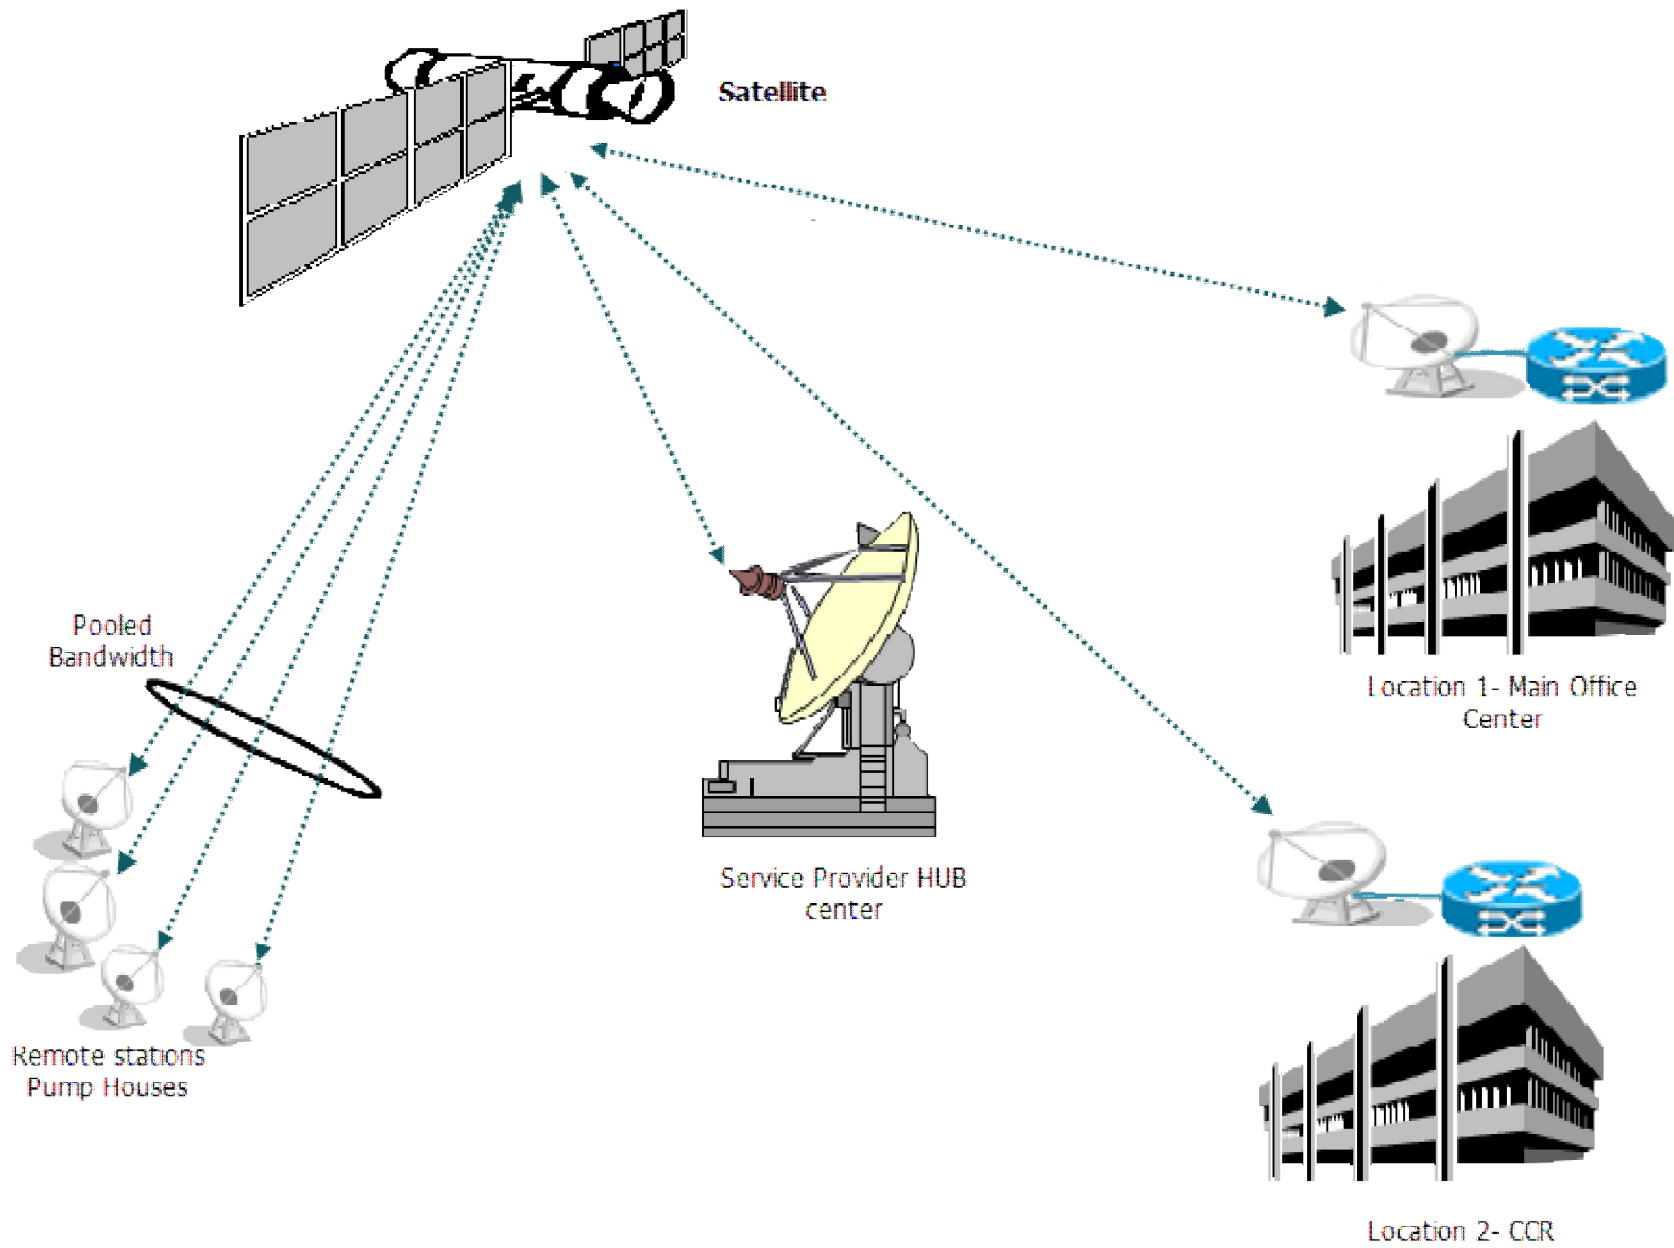 Satellite
Pooled
Bandwidth
Service Provider HUB
center
Location 1- Main Office
Center
Remote stations
Pump Houses
Location 2- CCR